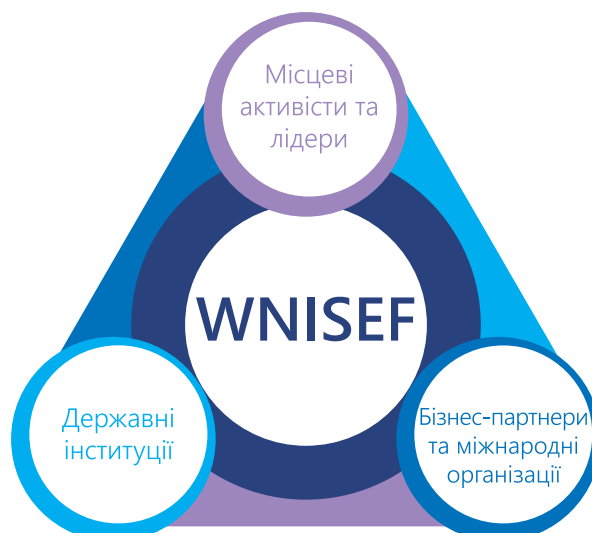 Місцеві
активісти та
лідери
WNISEF
Державні
інституції
Бізнес-партнери
та міжнародні
організації